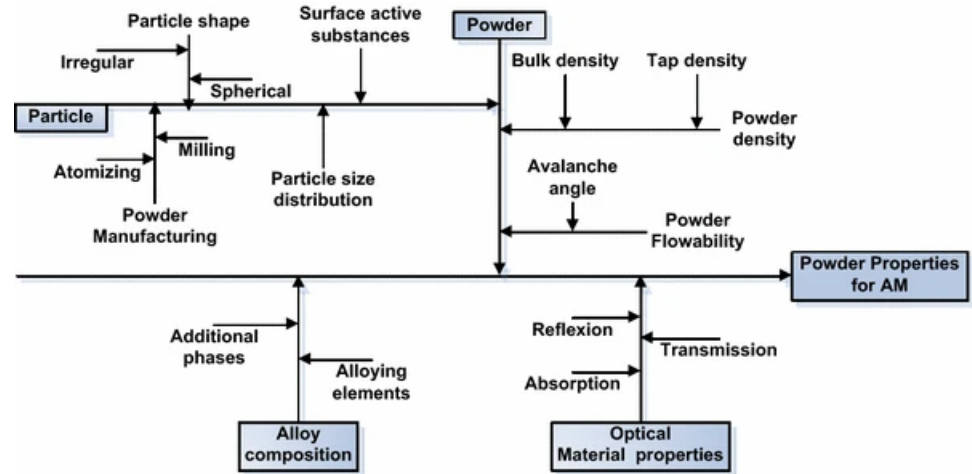 Particle shape
Surface active
substances
Powder
Irregular
Spherical
Bulk density
Tap density
Particle
Powder
density
Milling
Atomizing
Particle size
distribution
Avalanche
angle
Powder
Manufacturing
Powder
Flowability
Powder Properties
for AM
Additional
phases
Alloying
elements
Reflexion
Transmission
Absorption
Alloy
composition
Optical
Material properties